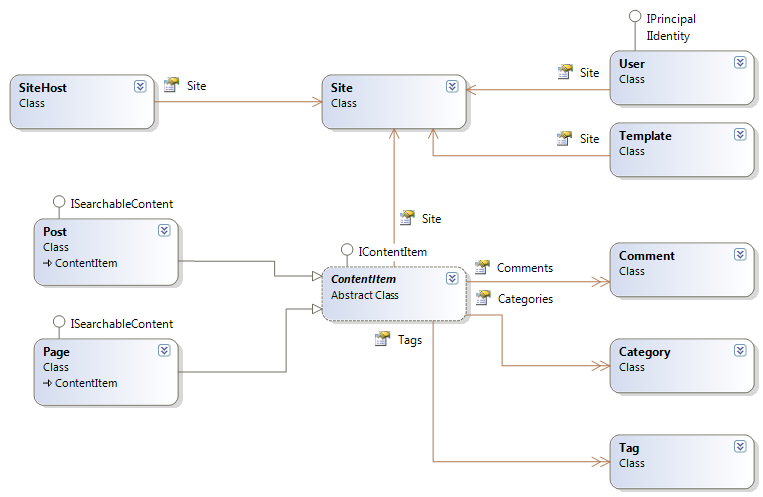 IPrincipal
IIdentity
SiteHost
Class
Site
Site
Class
Site
User
Class
Site
Template
Class
ISearchableContent
Post
Class
ContentItem
Site
IContentItem
ContentItem
Abstract Class
Comments
Categories
Tags
Comment
Class
ISearchableContent
Page
Class
ContentItem
Category
Class
Tag
Class